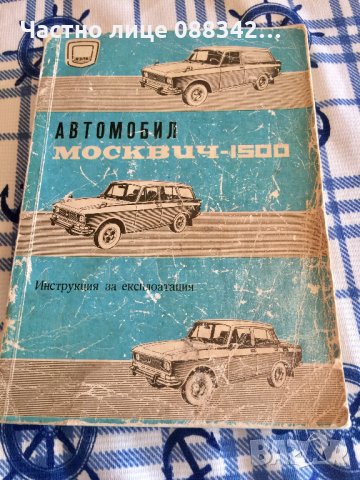 Частно лице 088342...
АВТОМОБИЛ
МОСКВИЧ-1500
Инструкция за експлоатация